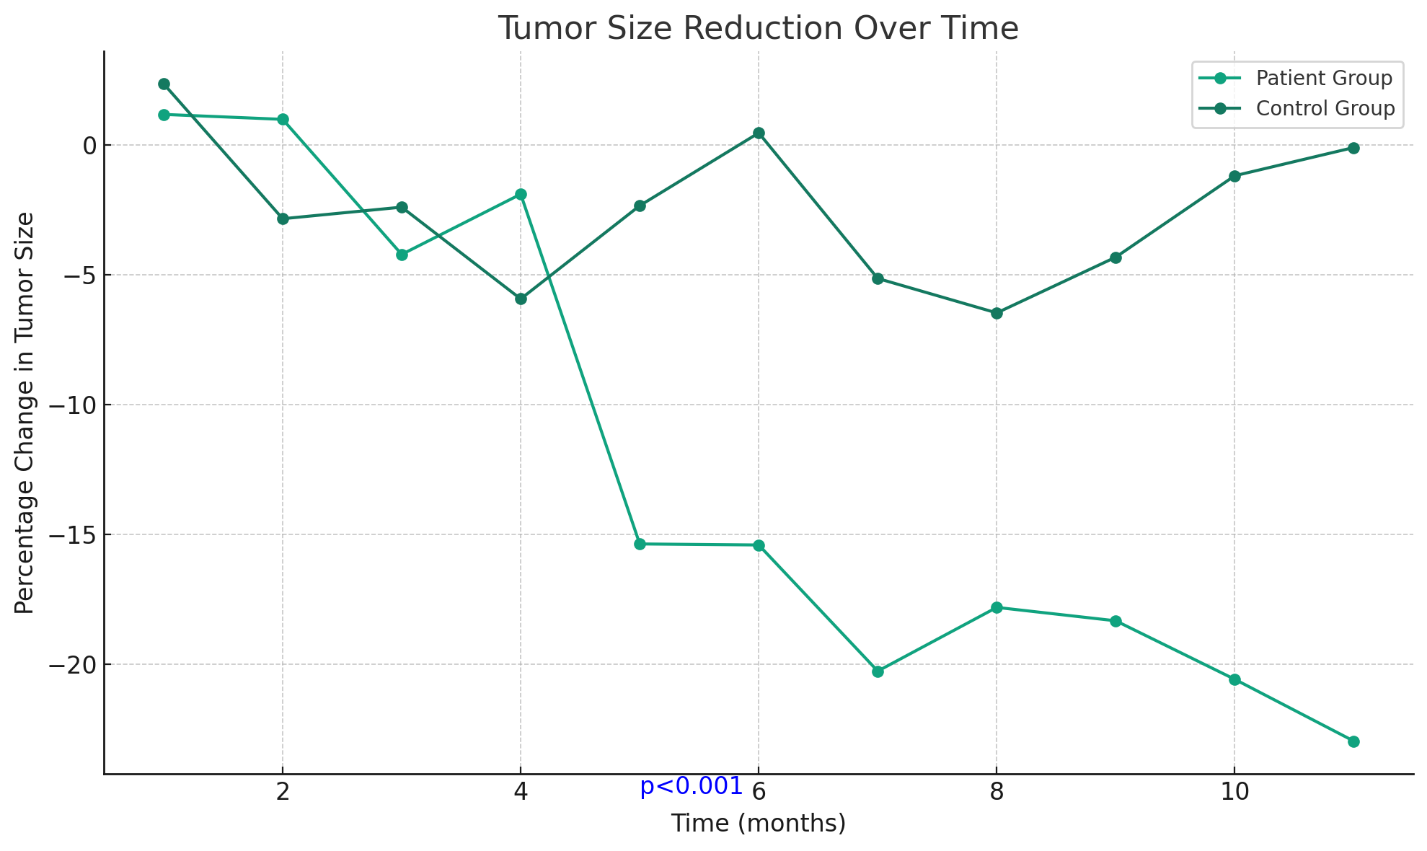 Tumor Size Reduction Over Time
Patient Group
Control Group
Percentage Change in Tumor Size
0
−5
−10
−15
−20
2
4
p<0.001
6
8
10
Time (months)